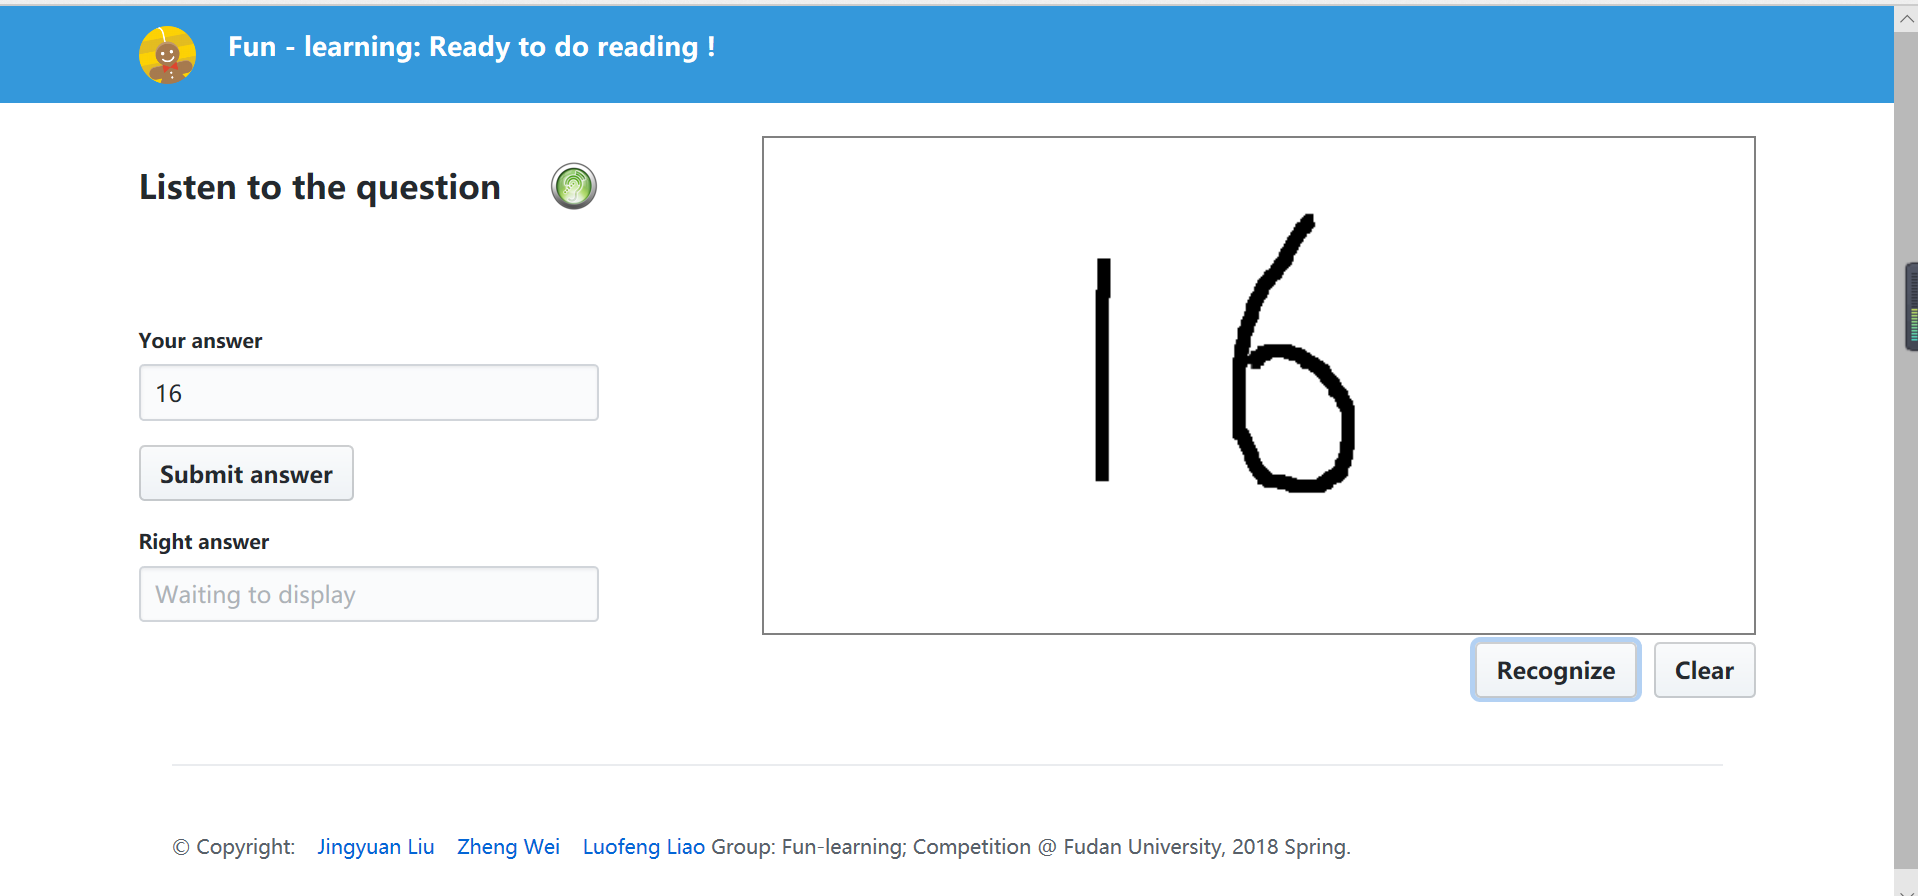 Fun - learning: Ready to do reading !
Listen to the question
16
Your answer
16
Submit answer
Right answer
Waiting to display
Recognize Clear
© Copyright: Jingyuan Liu Zheng Wei Luofeng Liao Group: Fun-learning; Competition @ Fudan University, 2018 Spring.